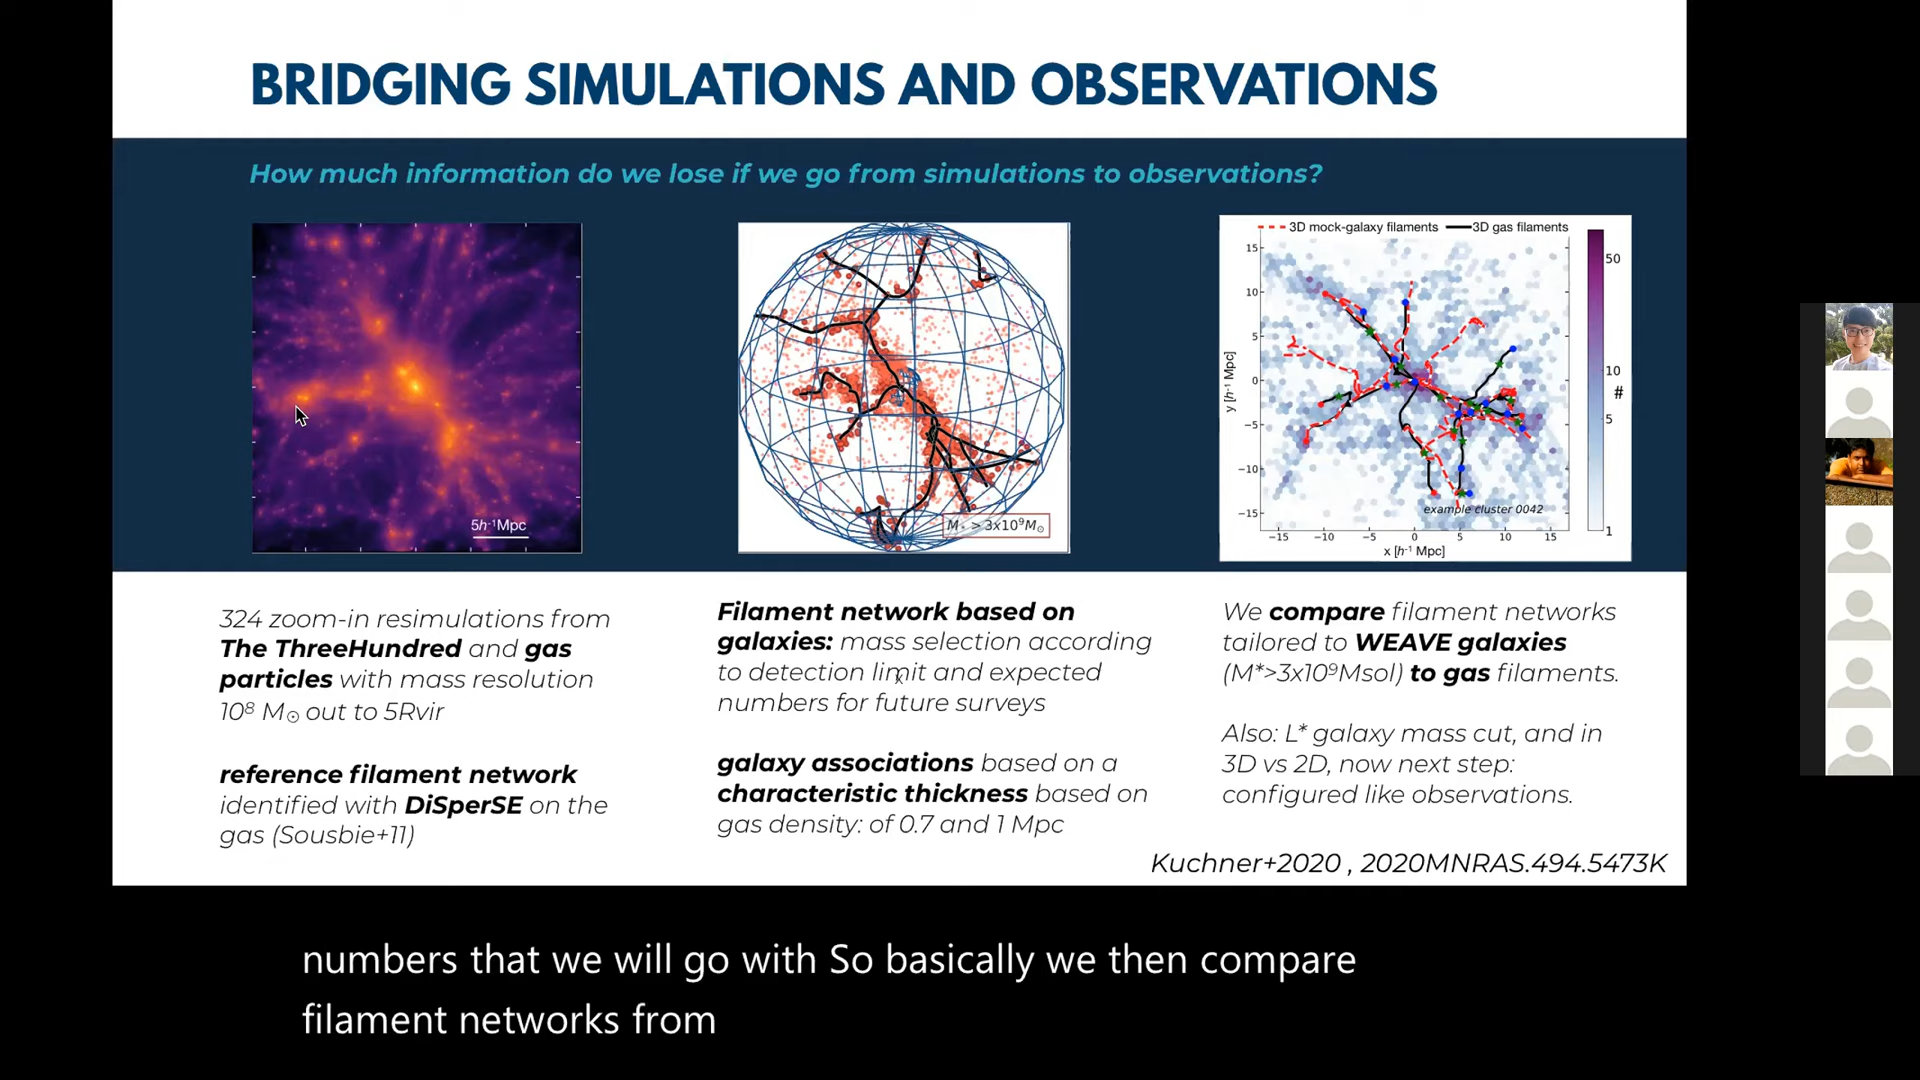 BRIDGING SIMULATIONS AND OBSERVATIONS
How much information do we lose if we go from simulations to observations?
5h⁻¹Mpc
M* > 3x10⁹M☉
3D mock-galaxy filaments
3D gas filaments
15
10
5
0
−5
−10
−15
y [h⁻¹ Mpc]
−15
−10
−5
0
5
10
15
x [h⁻¹ Mpc]
example cluster 0042
50
10
5
1
#
324 zoom-in resimulations from
The ThreeHundred and gas
particles with mass resolution
10⁸ M☉ out to 5Rvir
reference filament network
identified with DiSperSE on the
gas (Sousbie+11)
Filament network based on
galaxies: mass selection according
to detection limit and expected
numbers for future surveys
galaxy associations based on a
characteristic thickness based on
gas density: of 0.7 and 1 Mpc
We compare filament networks
tailored to WEAVE galaxies
(M*>3x10⁹Msol) to gas filaments.
Also: L* galaxy mass cut, and in
3D vs 2D, now next step:
configured like observations.
Kuchner+2020 , 2020MNRAS.494.5473K
numbers that we will go with So basically we then compare
filament networks from